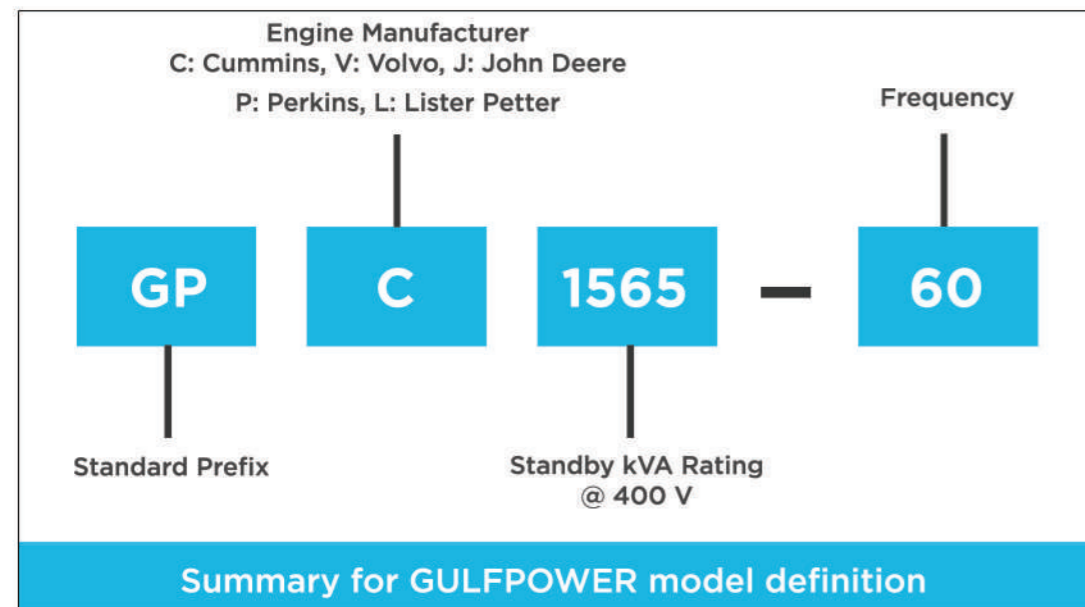 Engine Manufacturer
C: Cummins, V: Volvo, J: John Deere
P: Perkins, L: Lister Petter
Frequency
GP C 1565 – 60
Standard Prefix
Standby kVA Rating
@ 400 V
Summary for GULFPOWER model definition